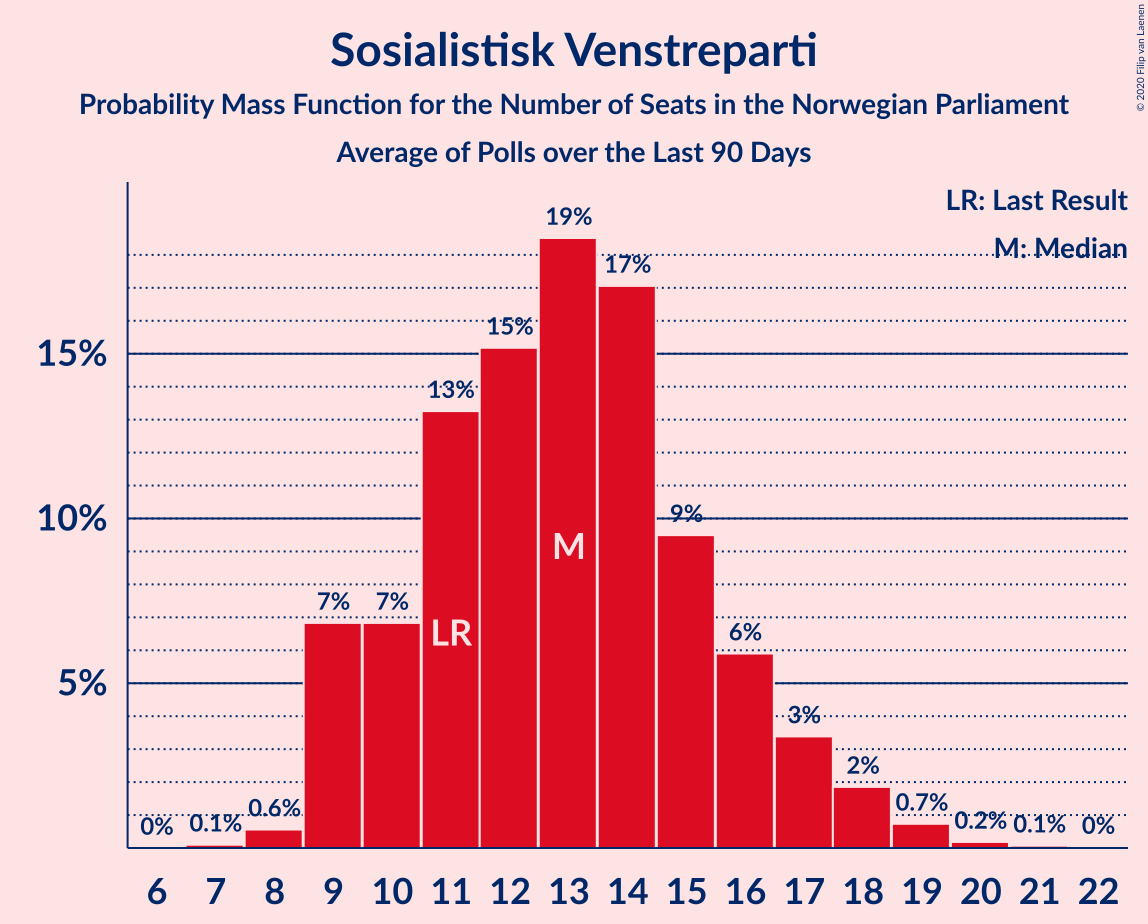 Sosialistisk Venstreparti
Probability Mass Function for the Number of Seats in the Norwegian Parliament
Average of Polls over the Last 90 Days
© 2020 Filip van Laenen
LR: Last Result
M: Median
19%
17%
15%
15%
13%
10%
9%
M
7% 7%
LR
6%
5%
3%
2%
0% 0.1% 0.6% 0.7% 0.2% 0.1% 0%
6 7 8 9 10 11 12 13 14 15 16 17 18 19 20 21 22